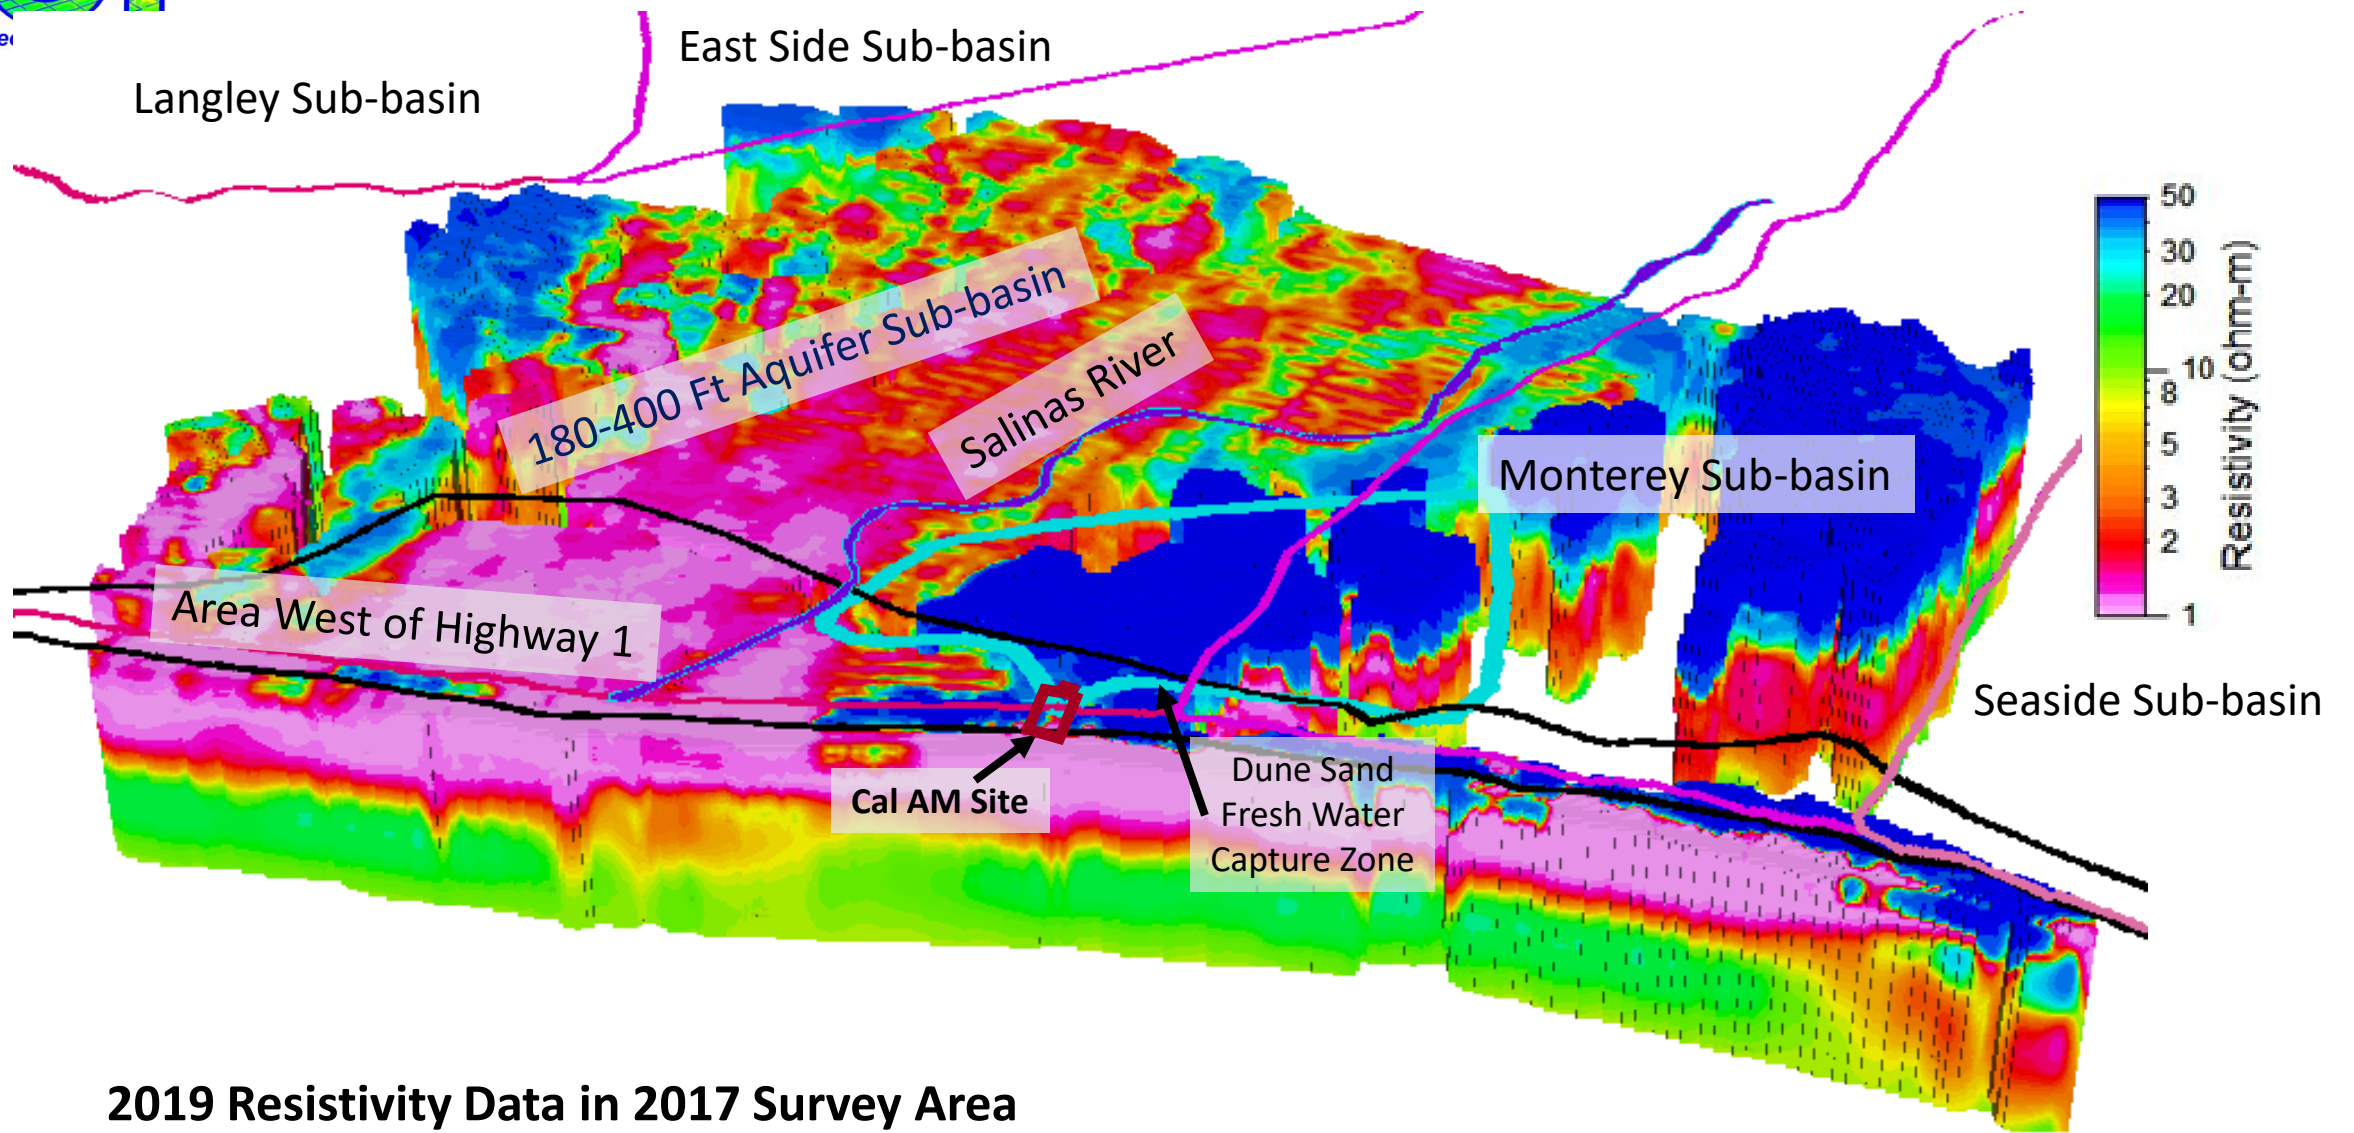 East Side Sub-basin
Langley Sub-basin
180-400 Ft Aquifer Sub-basin
Salinas River
Monterey Sub-basin
Area West of Highway 1
Seaside Sub-basin
Cal AM Site
Dune Sand
Fresh Water
Capture Zone
50
30
20
10
8
5
3
2
1
Resistivity (ohm-m)
2019 Resistivity Data in 2017 Survey Area